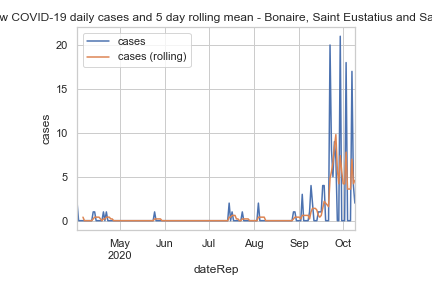 w COVID-19 daily cases and 5 day rolling mean - Bonaire, Saint Eustatius and Sa
cases
cases (rolling)
20
15
10
5
0
cases
May Jun Jul Aug Sep Oct
2020
dateRep